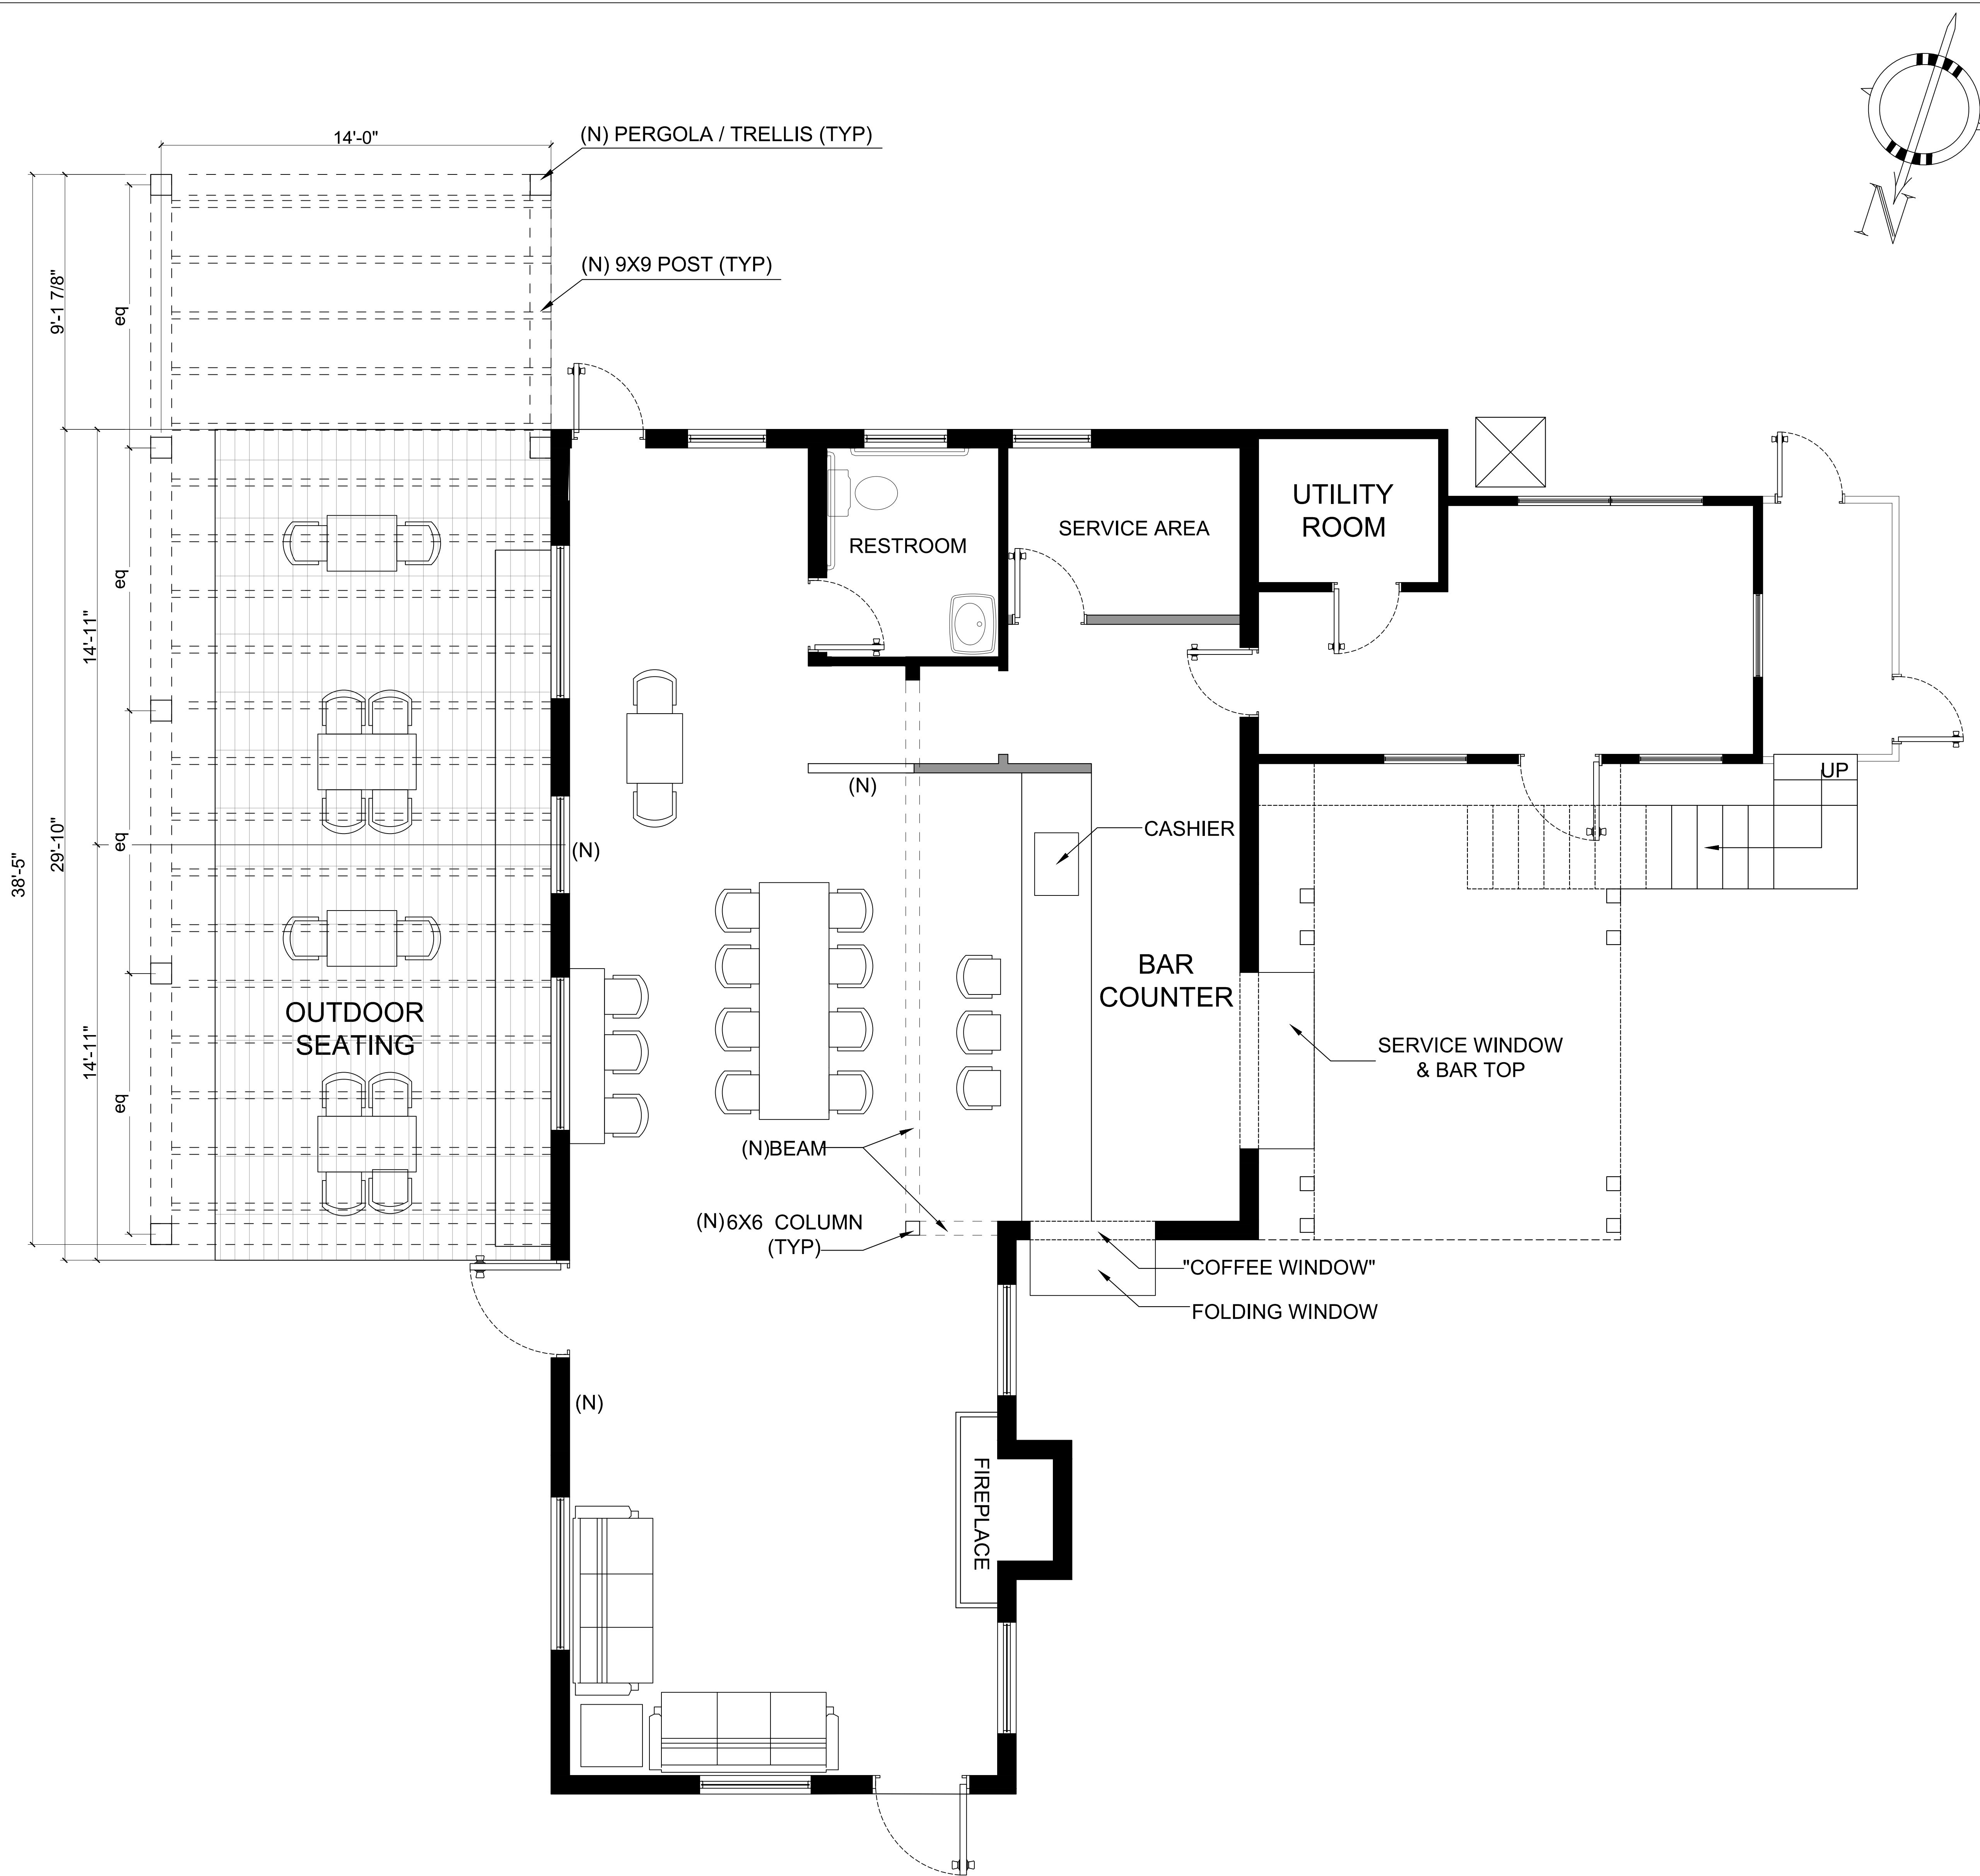 14'-0"
(N) PERGOLA / TRELLIS (TYP)
N
(N) 9X9 POST (TYP)
9'-1 7/8"
eq
UTILITY
ROOM
SERVICE AREA
RESTROOM
eq
14'-11"
UP
(N)
CASHIER
38'-5"
29'-10"
eq
(N)
BAR
COUNTER
OUTDOOR
SEATING
SERVICE WINDOW
& BAR TOP
14'-11"
eq
(N)BEAM
(N)6X6 COLUMN
(TYP)
"COFFEE WINDOW"
FOLDING WINDOW
(N)
FIREPLACE